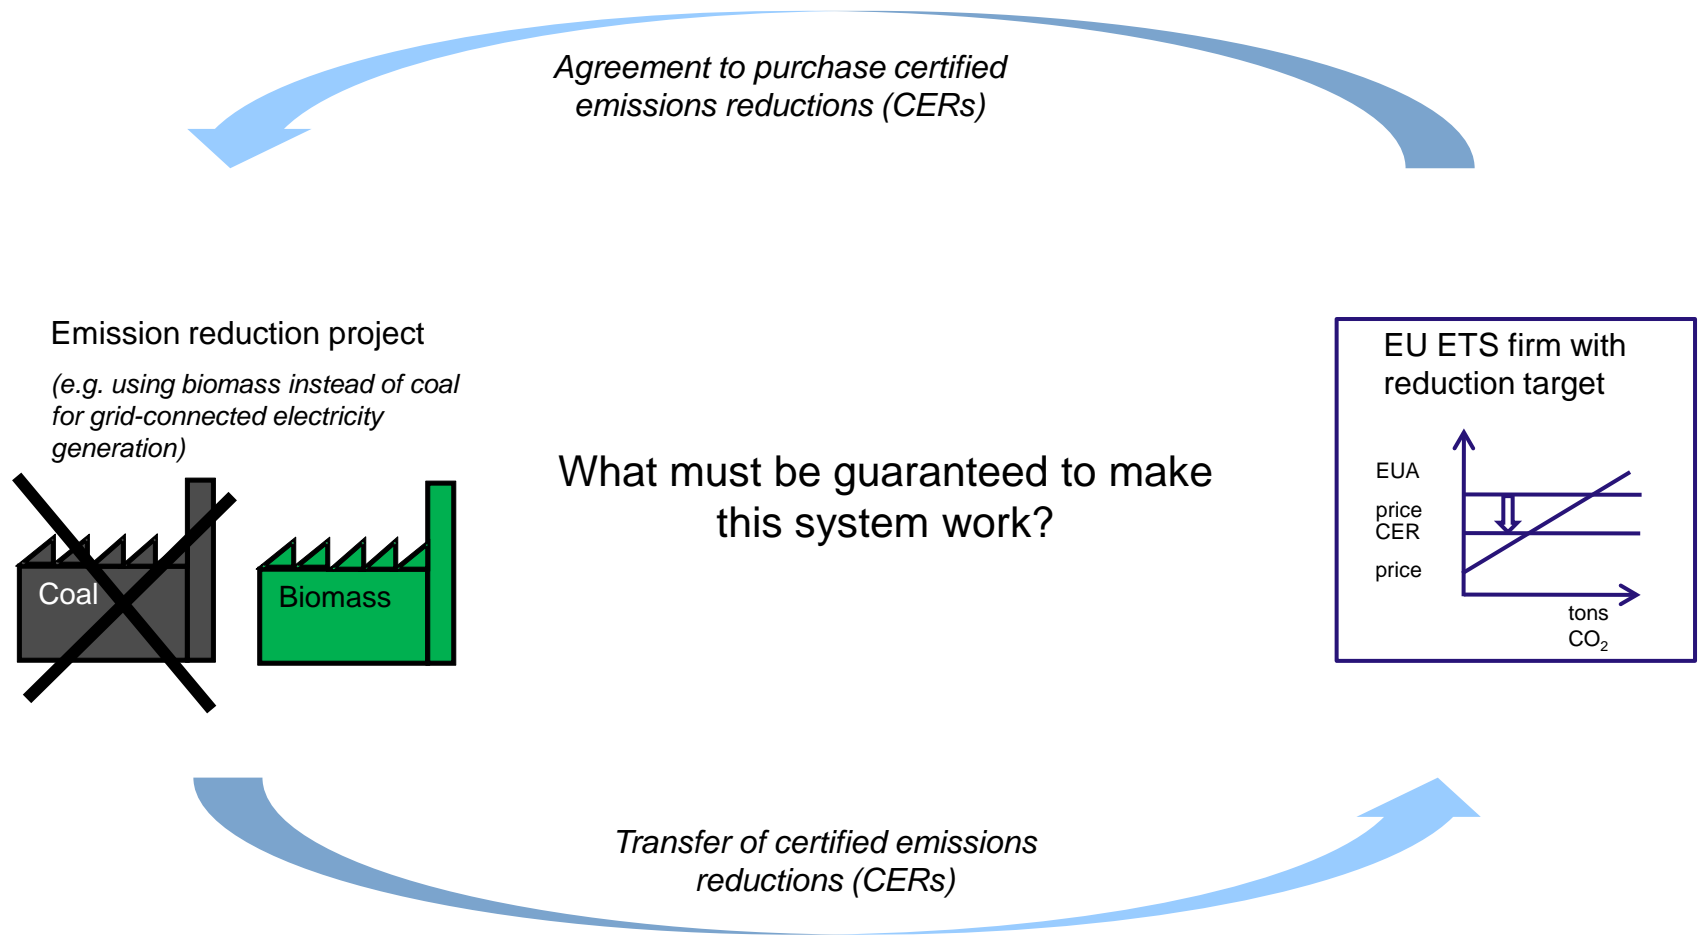 Agreement to purchase certified
emissions reductions (CERs)
Emission reduction project
(e.g. using biomass instead of coal
for grid-connected electricity
generation)
Coal
Biomass
What must be guaranteed to make
this system work?
EU ETS firm with
reduction target
EUA
price
CER
price
tons
CO₂
Transfer of certified emissions
reductions (CERs)